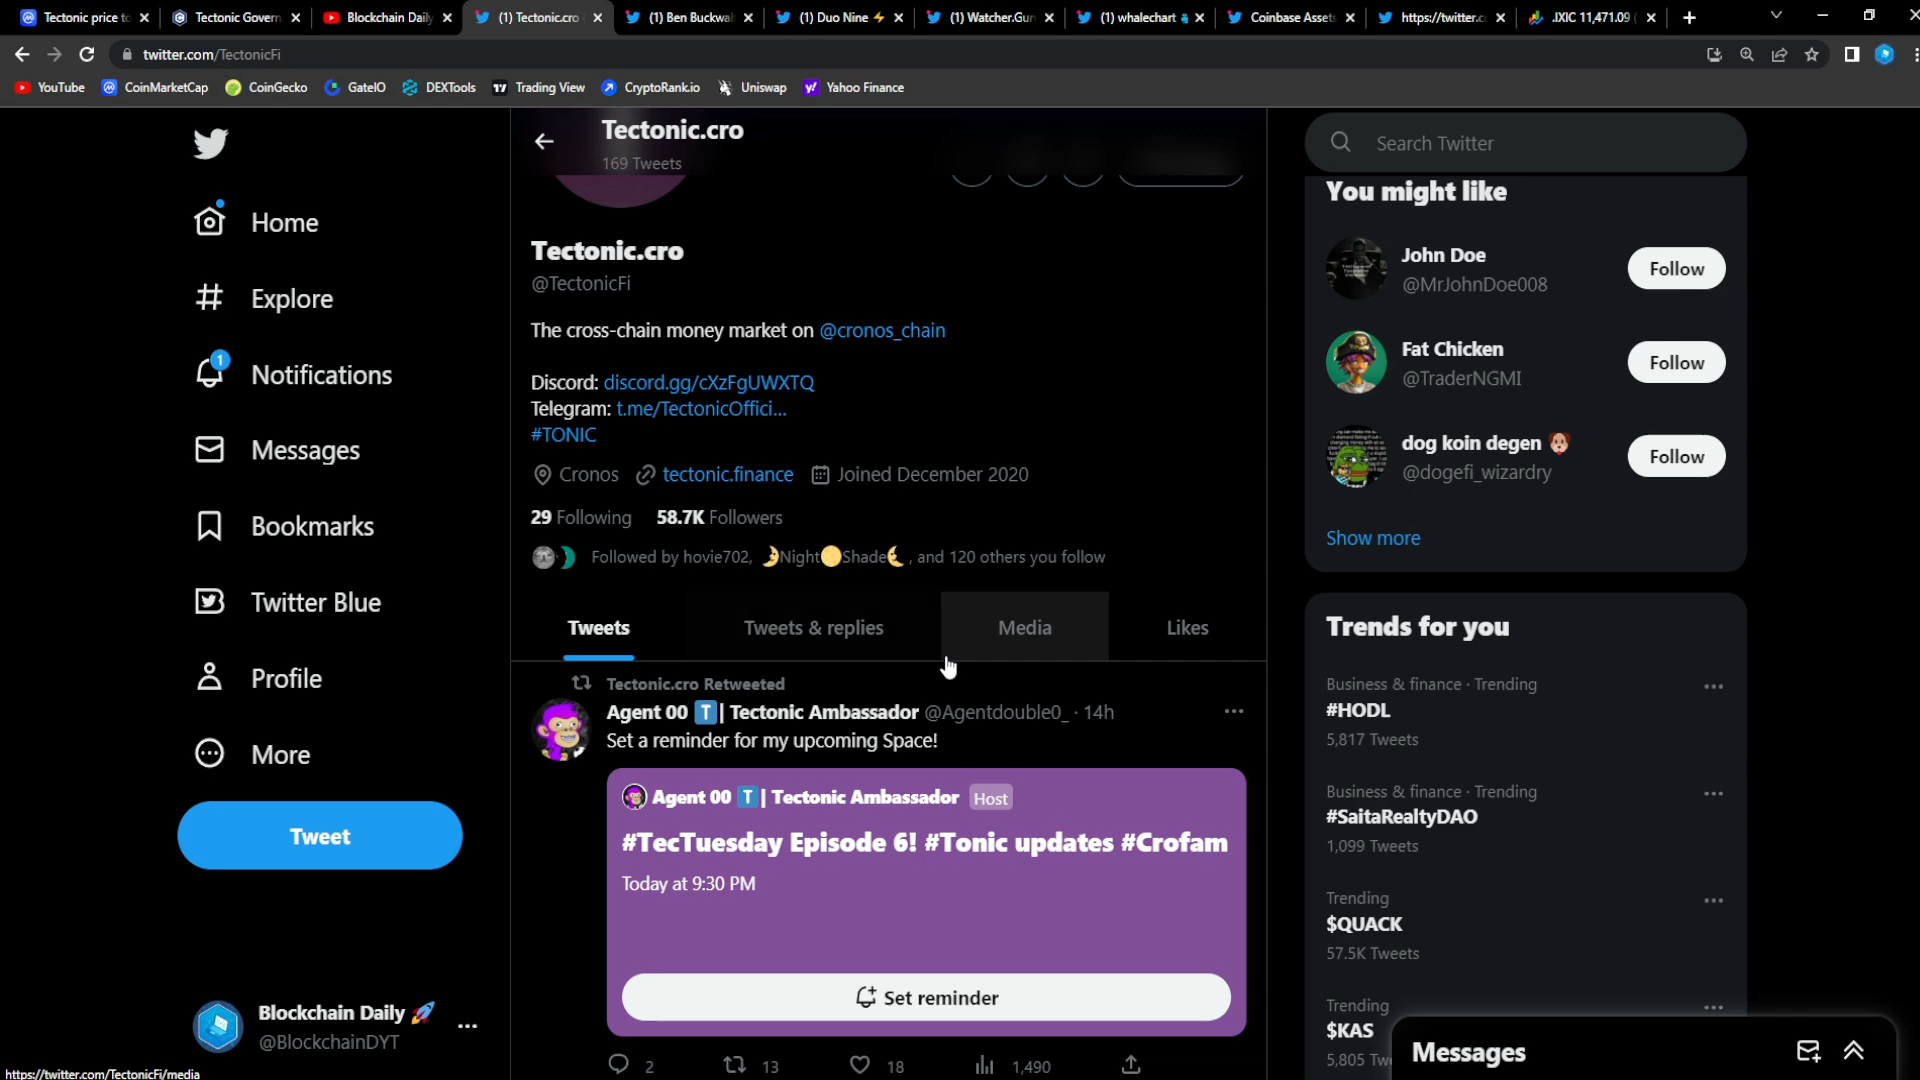 Tectonic price to
Tectonic Govern
Blockchain Daily
(1) Tectonic.cro
(1) Ben Buckwal
(1) Duo Nine ⚡
(1) Watcher.Gur
(1) whalechart
Coinbase Assets
https://twitter.c
.IXIC 11,471.09 (
twitter.com/TectonicFi
YouTube
CoinMarketCap
CoinGecko
GateIO
DEXTools
Trading View
CryptoRank.io
Uniswap
Yahoo Finance
Home
Explore
1
Notifications
Messages
Bookmarks
Twitter Blue
Profile
More
Tweet
Blockchain Daily 🚀
@BlockchainDYT
https://twitter.com/TectonicFi/media
Tectonic.cro
169 Tweets
Tectonic.cro
@TectonicFi
The cross-chain money market on @cronos_chain
Discord: discord.gg/cXzFgUWXTQ
Telegram: t.me/TectonicOffici...
#TONIC
Cronos tectonic.finance Joined December 2020
29 Following 58.7K Followers
Followed by hovie702, 🌛Night🌕Shade🌜, and 120 others you follow
Tweets
Tweets & replies
Media
Likes
Tectonic.cro Retweeted
Agent 00 🅃| Tectonic Ambassador @Agentdouble0_ · 14h
Set a reminder for my upcoming Space!
Agent 00 🅃| Tectonic Ambassador Host
#TecTuesday Episode 6! #Tonic updates #Crofam
Today at 9:30 PM
Set reminder
2
13
18
1,490
Search Twitter
You might like
John Doe
@MrJohnDoe008
Follow
Fat Chicken
@TraderNGMI
Follow
dog koin degen 🐶
@dogefi_wizardry
Follow
Show more
Trends for you
Business & finance · Trending
#HODL
5,817 Tweets
Business & finance · Trending
#SaitaRealtyDAO
1,099 Tweets
Trending
$QUACK
57.5K Tweets
Trending
$KAS
5,805 Twe
Messages